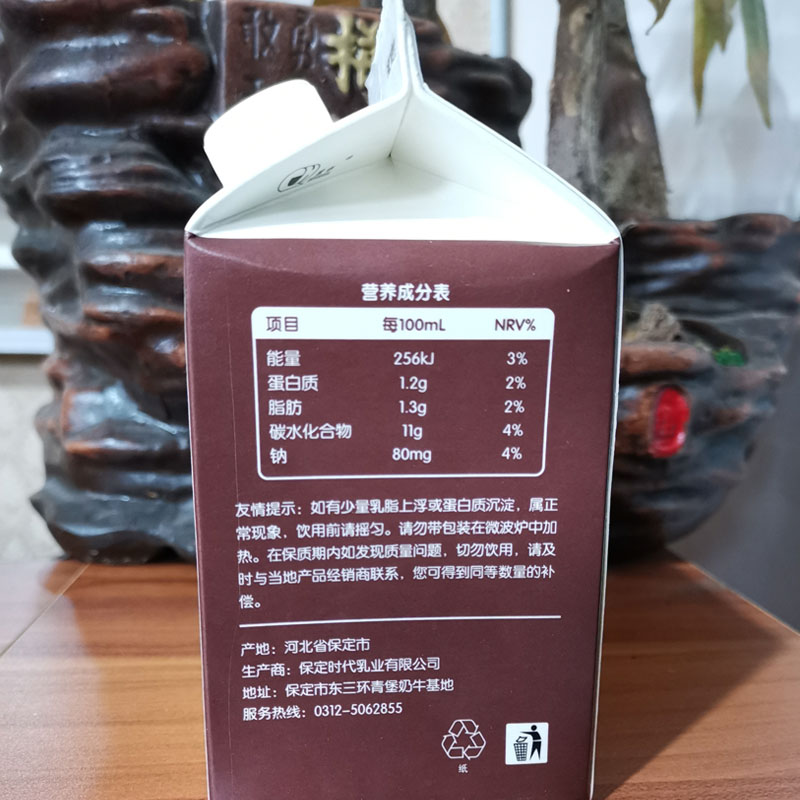 营养成分表
项目 每100mL NRV%
能量 256kJ 3%
蛋白质 1.2g 2%
脂肪 1.3g 2%
碳水化合物 11g 4%
钠 80mg 4%
友情提示：如有少量乳脂上浮或蛋白质沉淀，属正
常现象，饮用前请摇匀。请勿带包装在微波炉中加
热。在保质期内如发现质量问题，切勿饮用，请及
时与当地产品经销商联系，您可得到同等数量的补
偿。
产地：河北省保定市
生产商：保定时代乳业有限公司
地址：保定市东三环青堡奶牛基地
服务热线：0312-5062855
纸